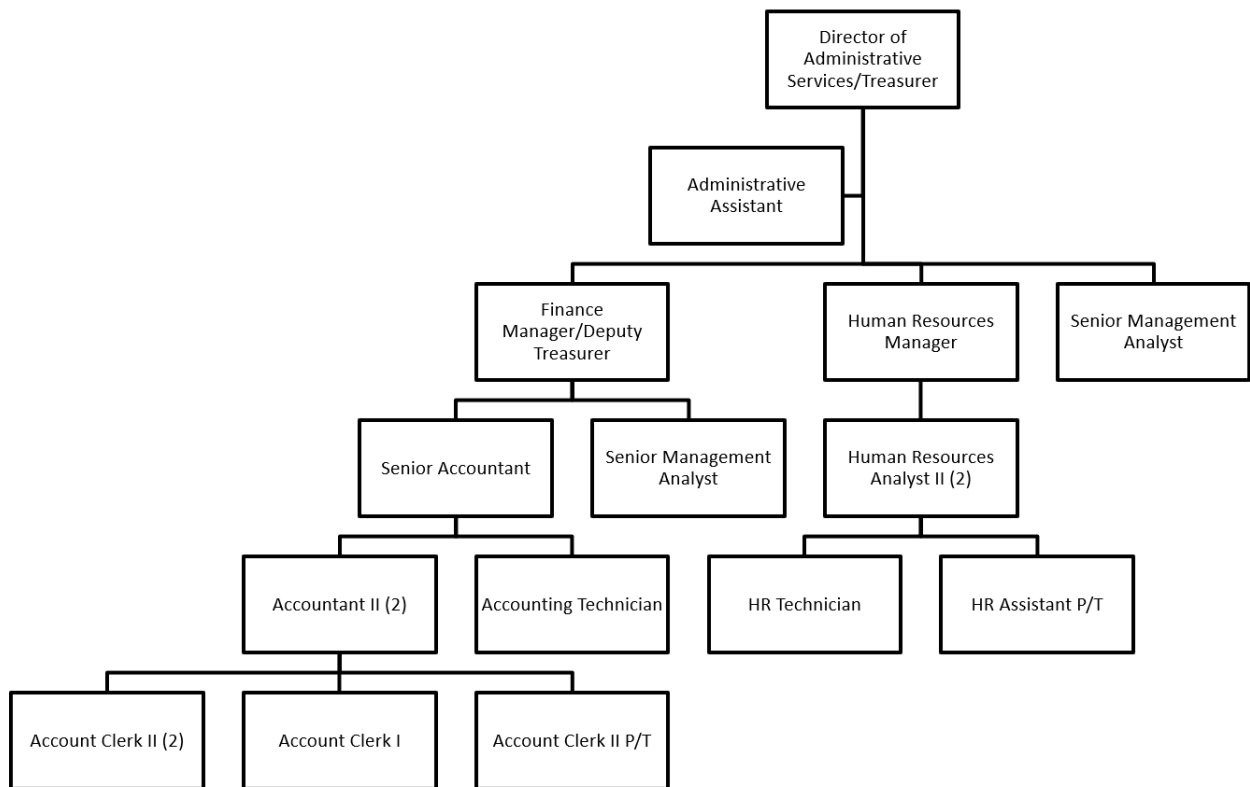 Director of
Administrative
Services/Treasurer
Administrative
Assistant
Finance
Manager/Deputy
Treasurer
Human Resources
Manager
Senior Management
Analyst
Senior Accountant
Senior Management
Analyst
Human Resources
Analyst II (2)
Accountant II (2)
Accounting Technician
HR Technician
HR Assistant P/T
Account Clerk II (2)
Account Clerk I
Account Clerk II P/T